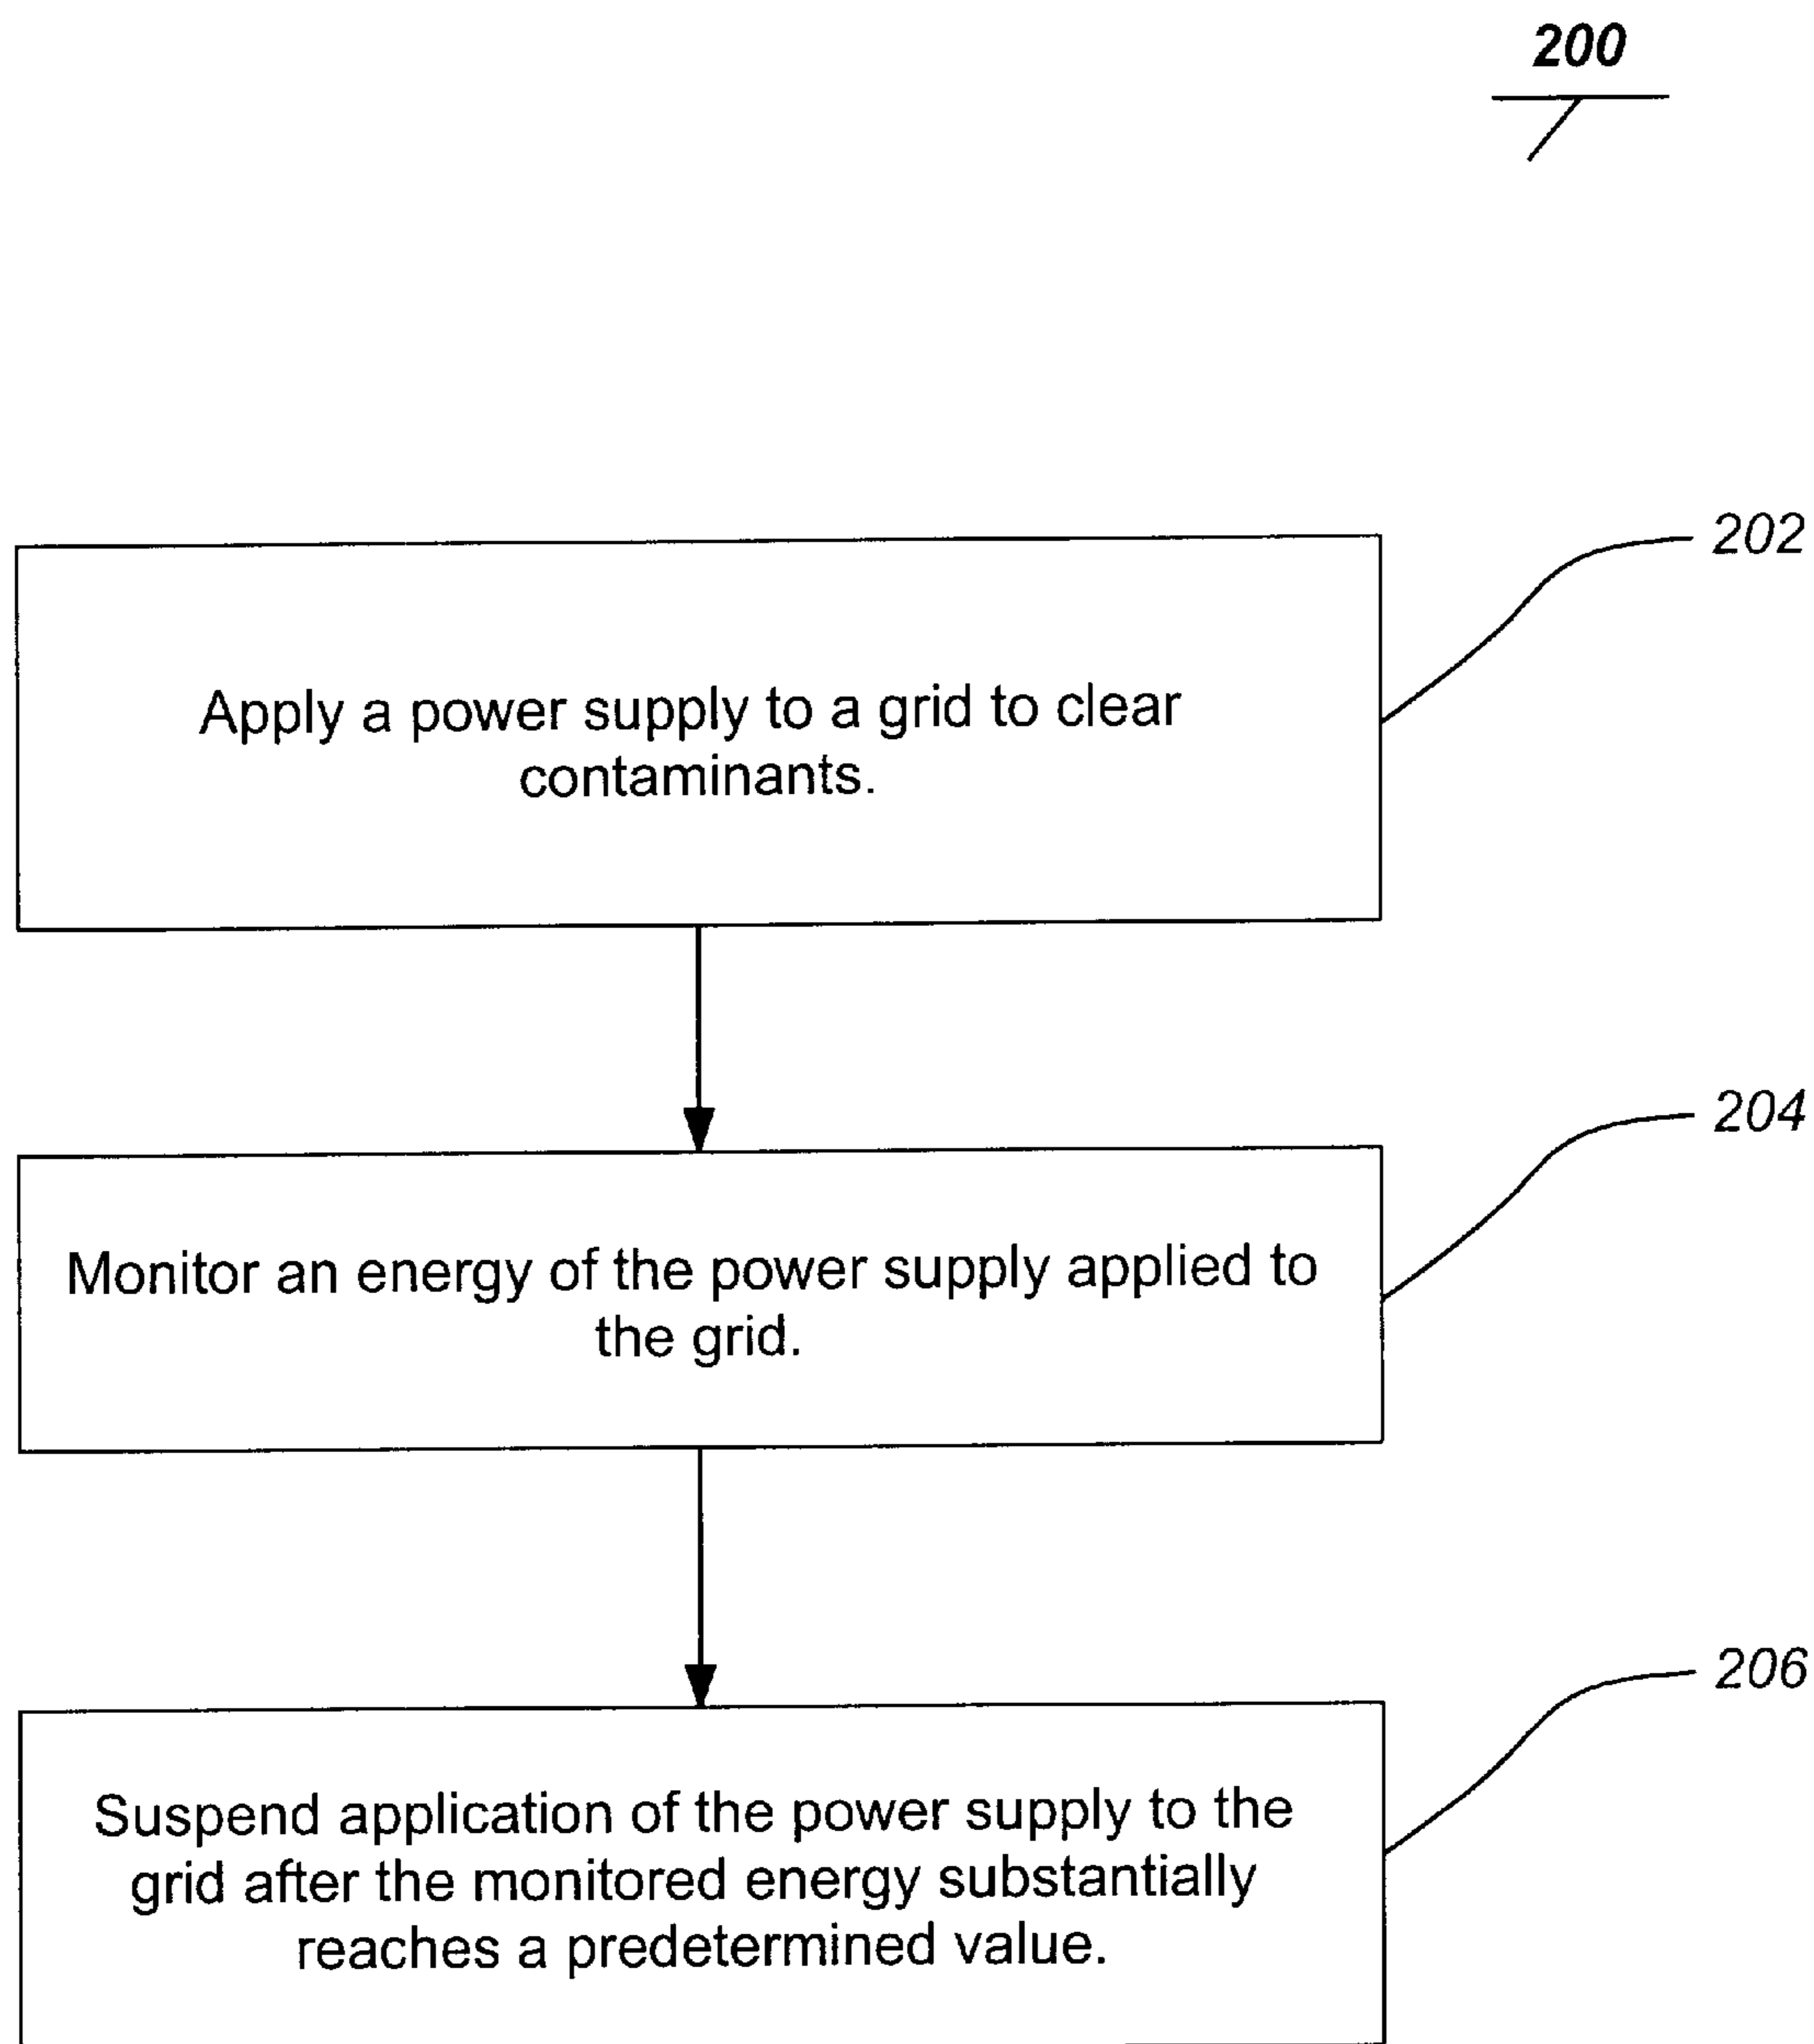 200
202
Apply a power supply to a grid to clear
contaminants.
204
Monitor an energy of the power supply applied to
the grid.
206
Suspend application of the power supply to the
grid after the monitored energy substantially
reaches a predetermined value.